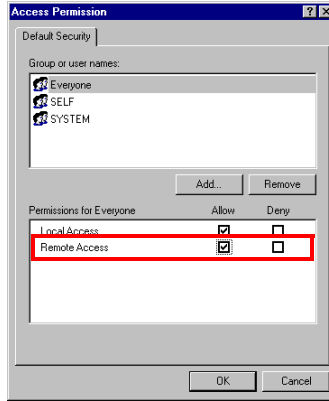 Access Permission
Default Security
Group or user names:
Everyone
SELF
SYSTEM
Add... Remove
Permissions for Everyone Allow Deny
Local Access
Remote Access
OK Cancel